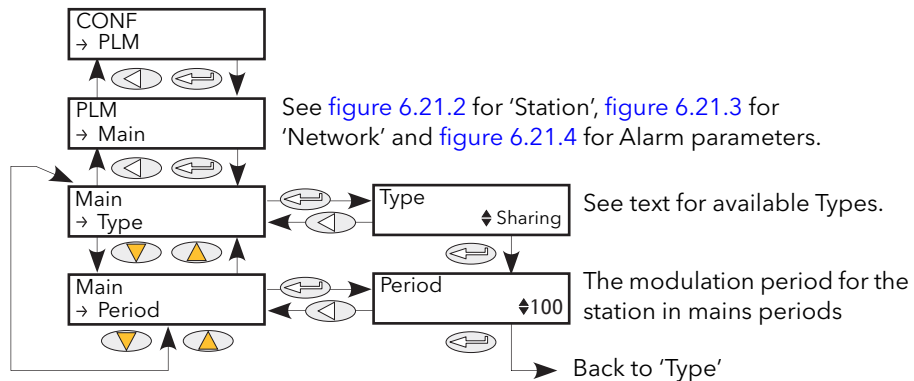 CONF
→ PLM
PLM
→ Main
See figure 6.21.2 for ‘Station’, figure 6.21.3 for
‘Network’ and figure 6.21.4 for Alarm parameters.
Main
→ Type
Type
Sharing
See text for available Types.
Main
→ Period
Period
100
The modulation period for the
station in mains periods
Back to ‘Type’